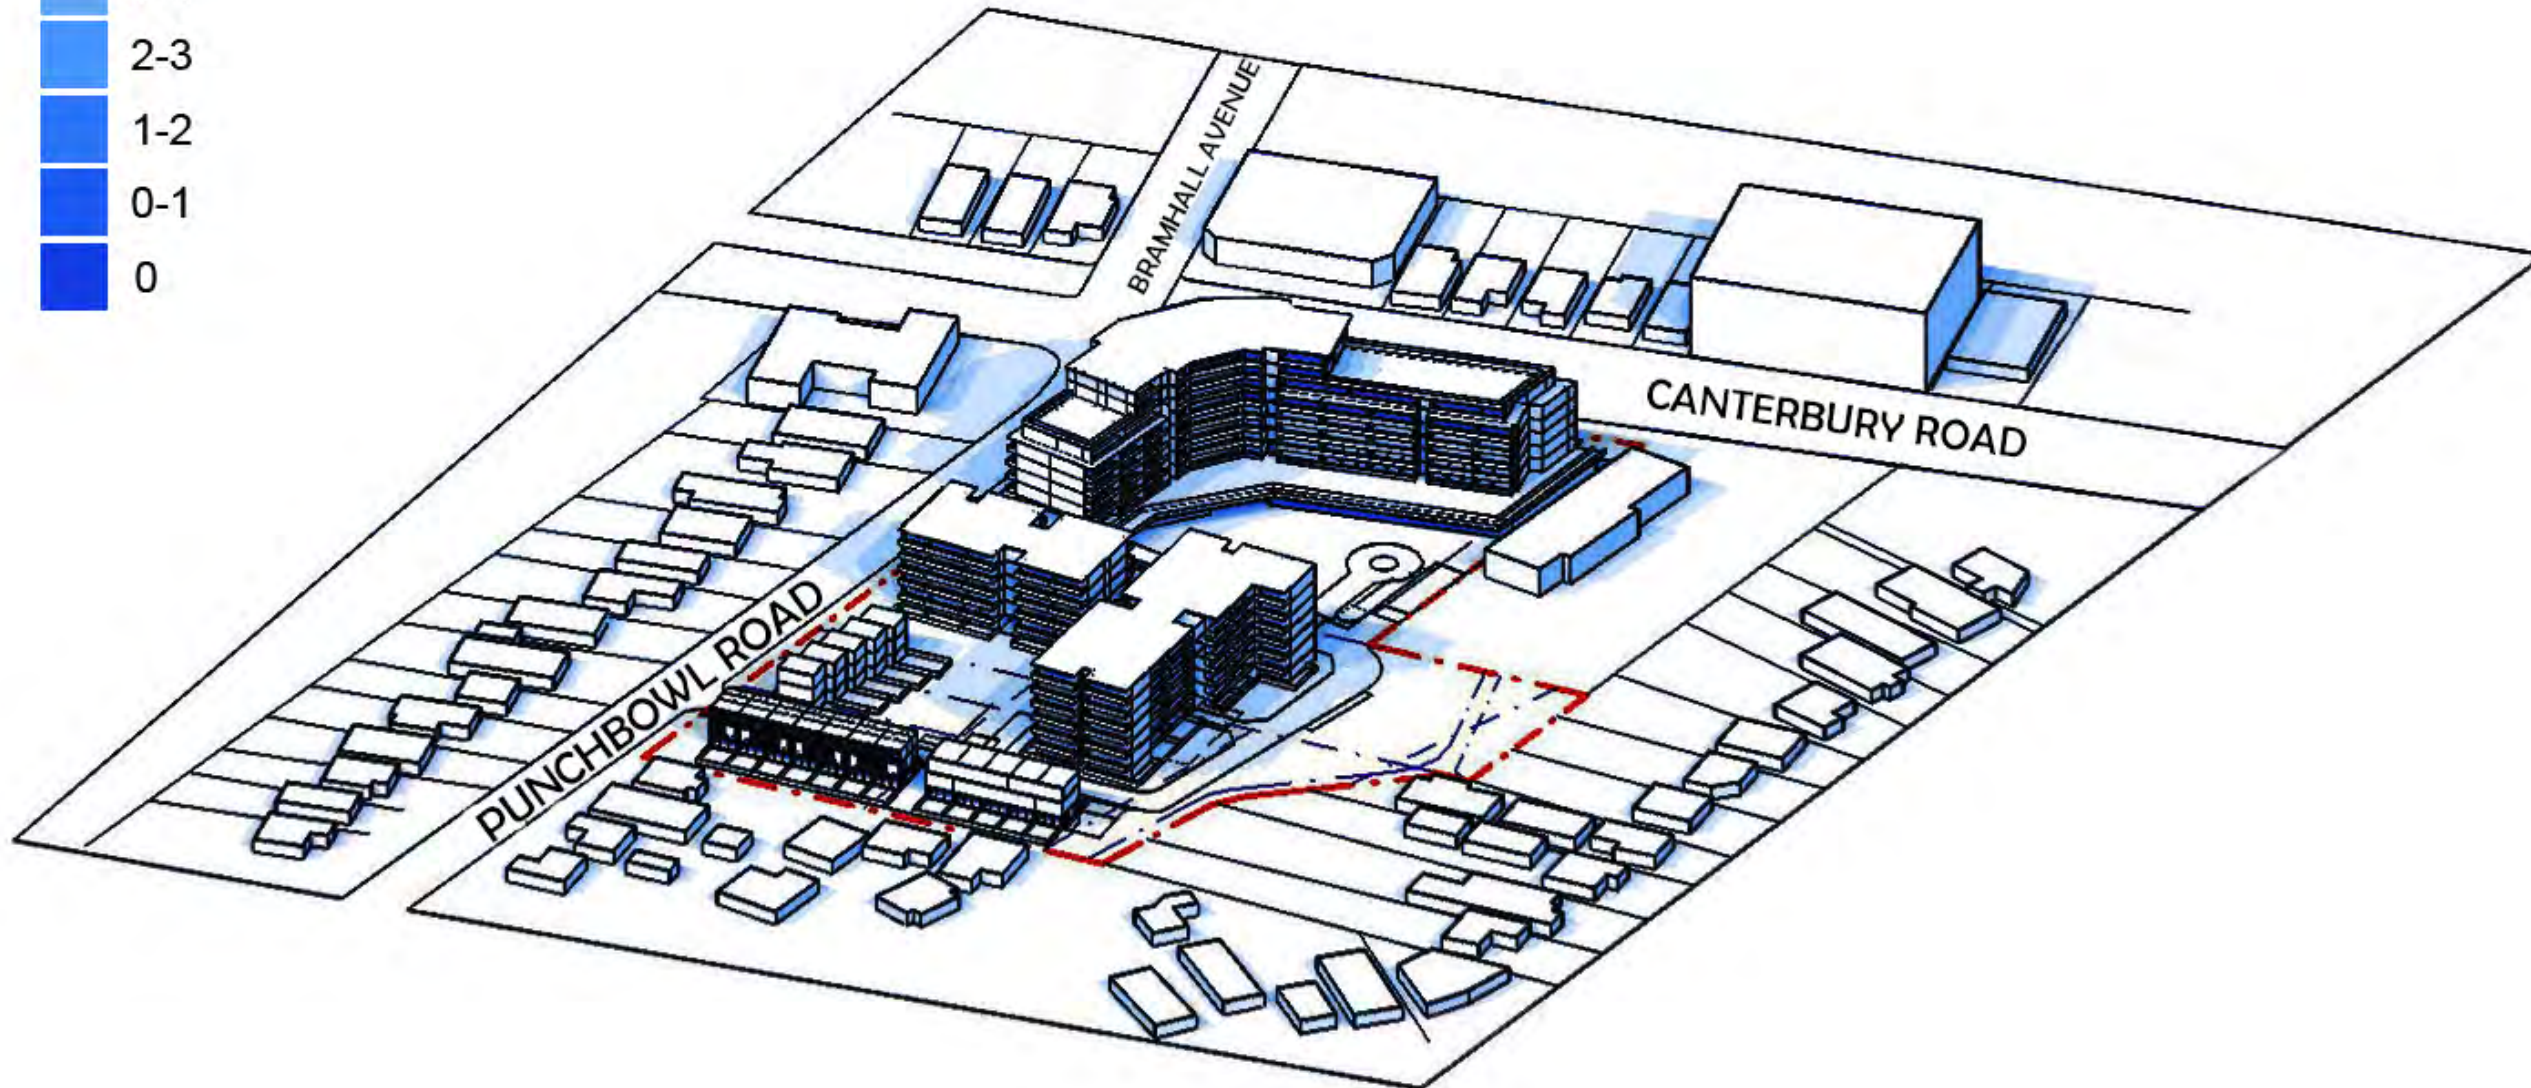 2-3
1-2
0-1
0
BRAMHALL AVENUE
CANTERBURY ROAD
PUNCHBOWL ROAD